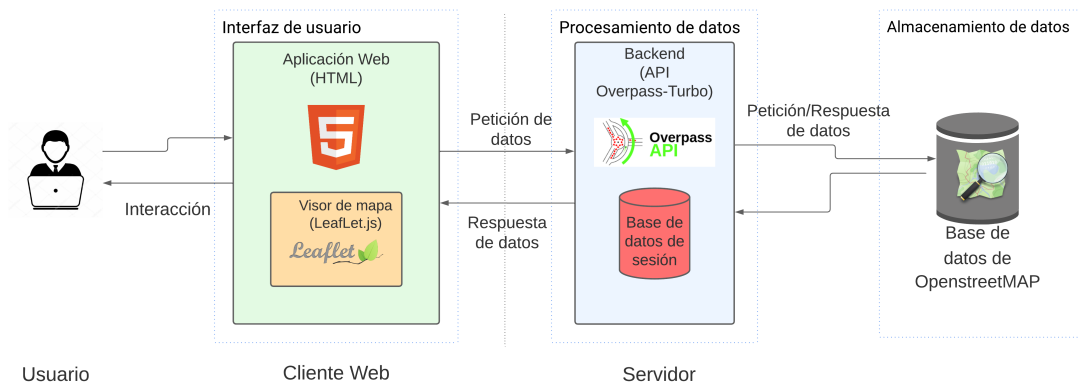 Interfaz de usuario
Aplicación Web
(HTML)
Visor de mapa
(LeafLet.js)
Leaflet
Interacción
Petición de
datos
Respuesta
de datos
Procesamiento de datos
Backend
(API
Overpass-Turbo)
Overpass
API
Base de
datos de
sesión
Petición/Respuesta
de datos
Almacenamiento de datos
Base de
datos de
OpenstreetMAP
Usuario
Cliente Web
Servidor